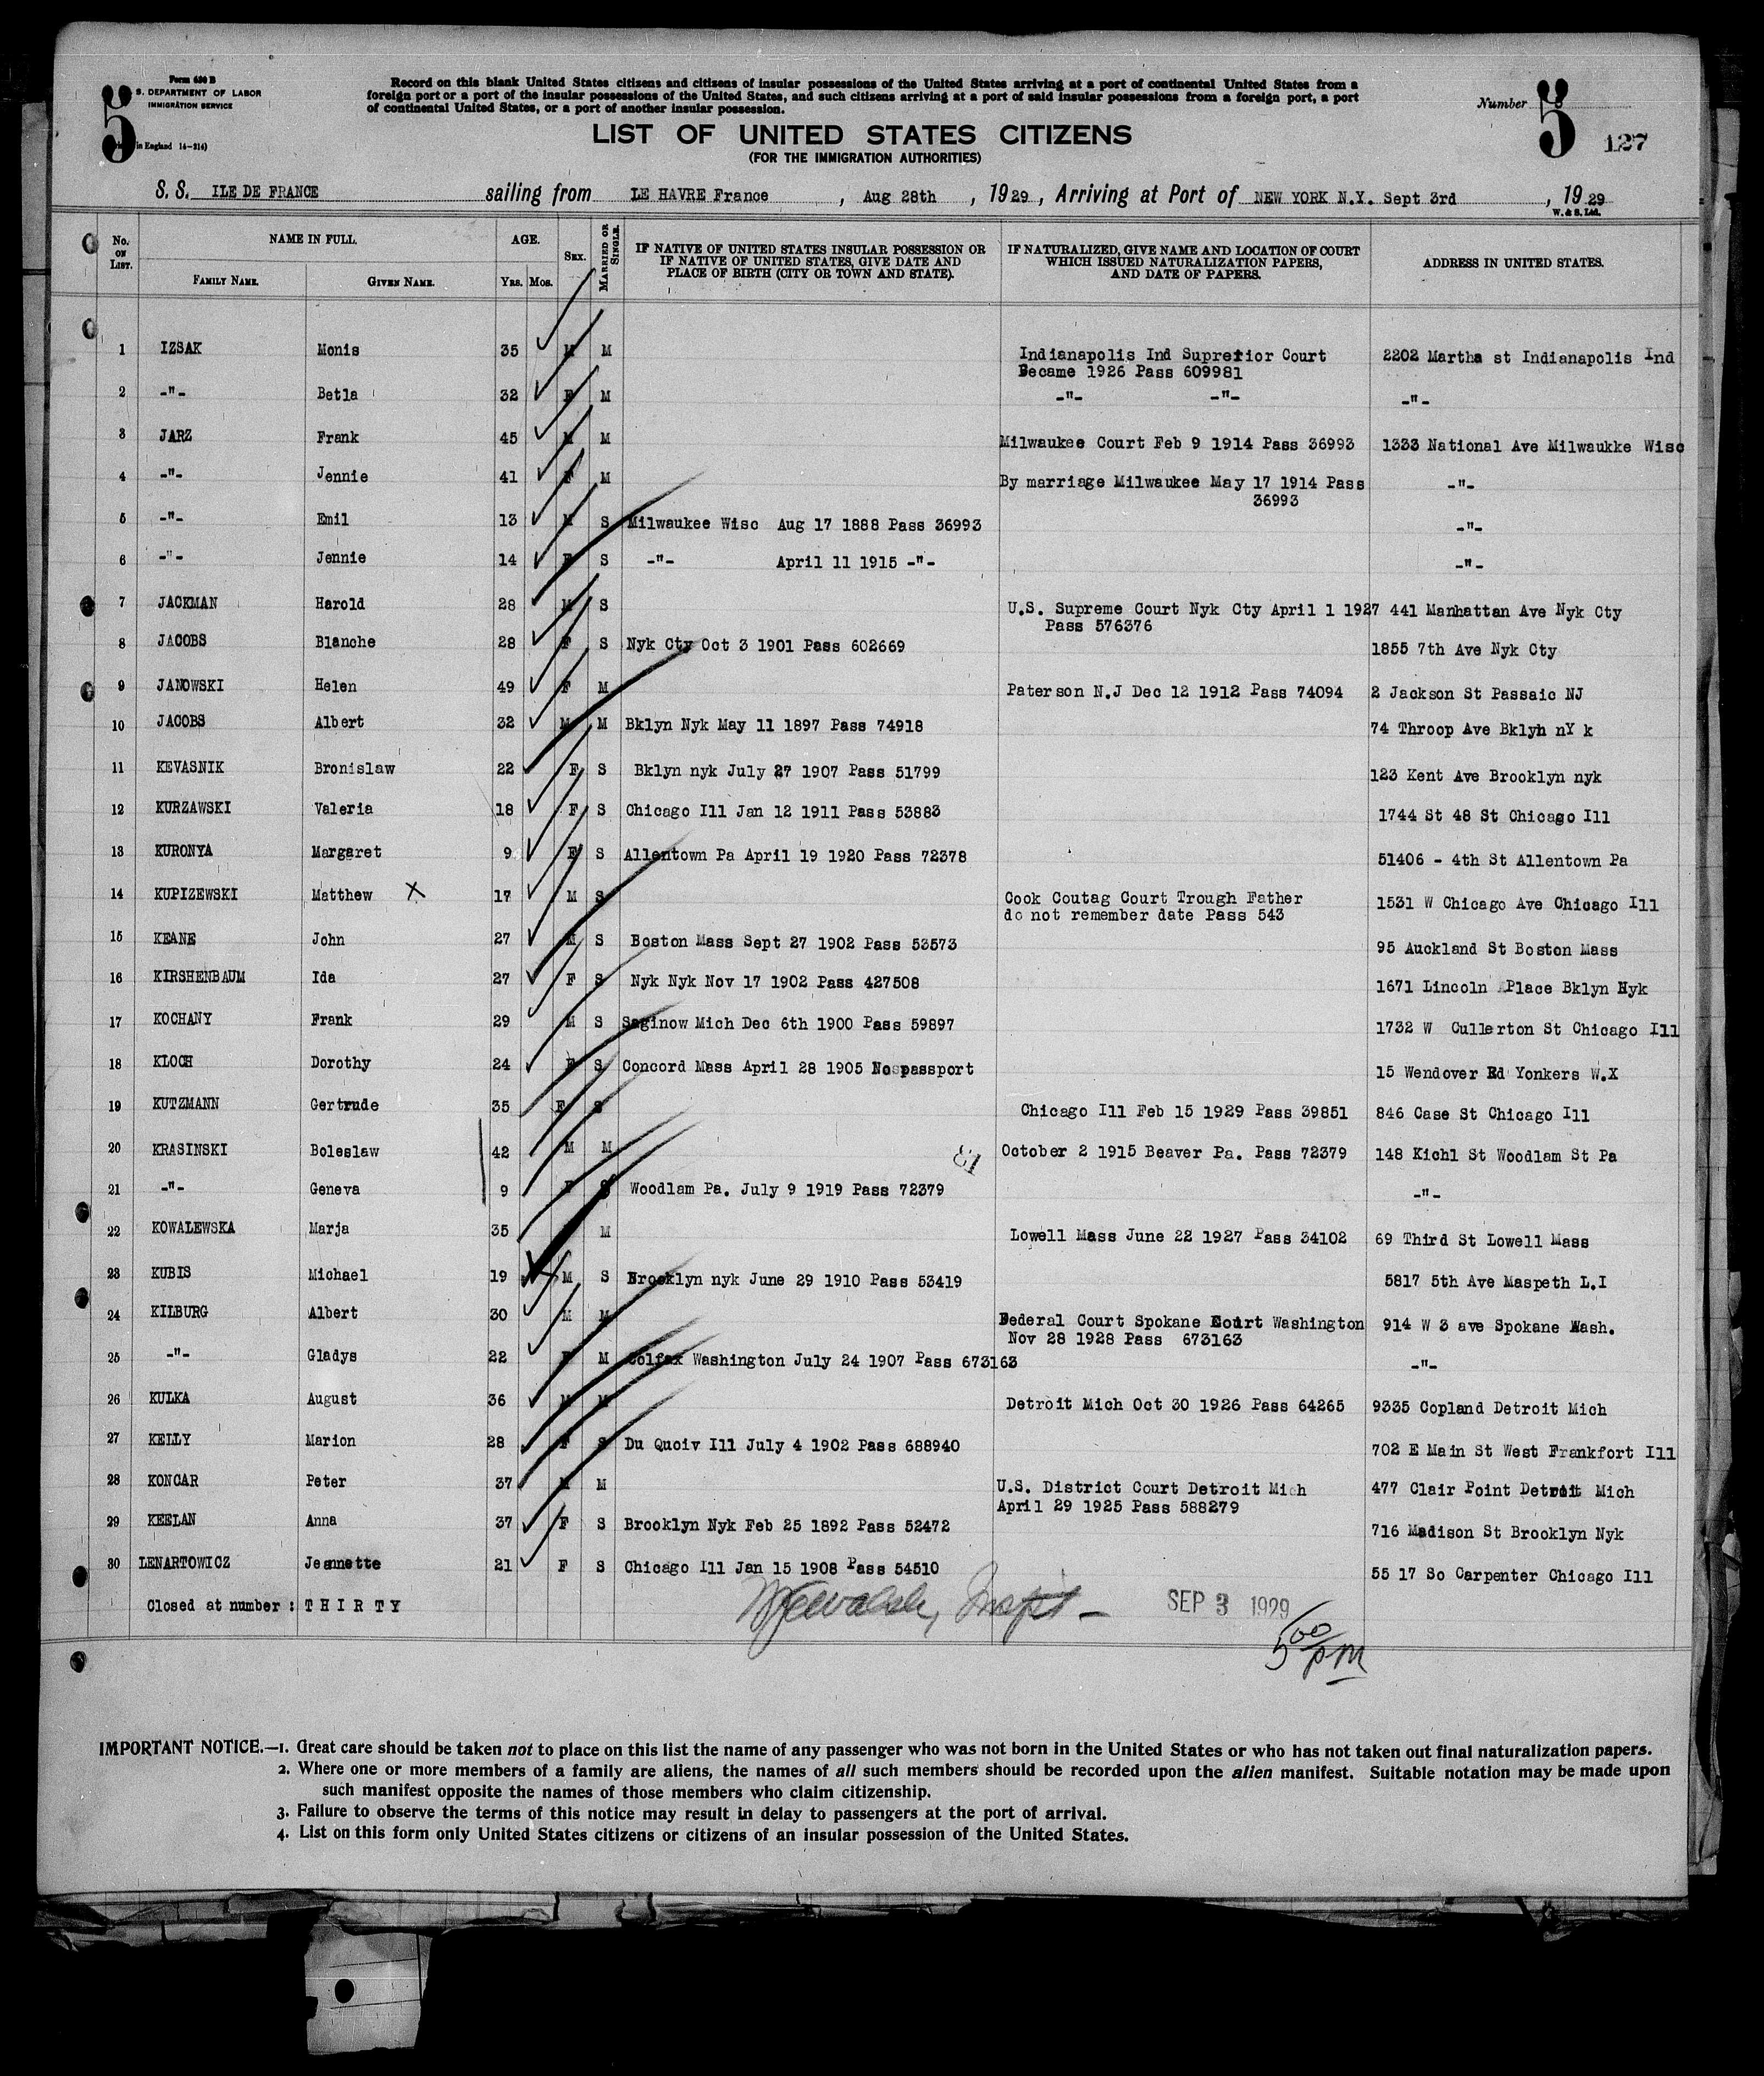 Form 630 B
S. DEPARTMENT OF LABOR
IMMIGRATION SERVICE
in England 14-314)
5
Record on this blank United States citizens and citizens of insular possessions of the United States arriving at a port of continental United States from a
foreign port or a port of the insular possessions of the United States, and such citizens arriving at a port of said insular possessions from a foreign port, a port
of continental United States, or a port of another insular possession.
Number 5 127
LIST OF UNITED STATES CITIZENS
(FOR THE IMMIGRATION AUTHORITIES)
S. S. ILE DE FRANCE sailing from LE HAVRE France, Aug 28th, 1929, Arriving at Port of NEW YORK N.Y. Sept 3rd, 1929
W. & S. Ltd.
No. ON LIST. NAME IN FULL. FAMILY NAME. GIVEN NAME. AGE. YRS. MOS. SEX. MARRIED OR SINGLE. IF NATIVE OF UNITED STATES INSULAR POSSESSION OR IF NATIVE OF UNITED STATES, GIVE DATE AND PLACE OF BIRTH (CITY OR TOWN AND STATE). IF NATURALIZED, GIVE NAME AND LOCATION OF COURT WHICH ISSUED NATURALIZATION PAPERS, AND DATE OF PAPERS. ADDRESS IN UNITED STATES.
1 IZSAK Monis 35 M M Indianapolis Ind Supretior Court 2202 Martha st Indianapolis Ind
Became 1926 Pass 609981
2 -"- Betla 32 F M -"- -"- -"-
3 JARZ Frank 45 M M Milwaukee Court Feb 9 1914 Pass 36993 1333 National Ave Milwaukke Wisc
4 -"- Jennie 41 F M By marriage Milwaukee May 17 1914 Pass -"-
36993
5 -"- Emil 13 M S Milwaukee Wisc Aug 17 1888 Pass 36993 -"-
6 -"- Jennie 14 F S -"- April 11 1915 -"- -"-
7 JACKMAN Harold 28 M S U.S. Supreme Court Nyk Cty April 1 1927 441 Manhattan Ave Nyk Cty
Pass 576376
8 JACOBS Blanche 28 F S Nyk Cty Oct 3 1901 Pass 602669 1855 7th Ave Nyk Cty
9 JANOWSKI Helen 49 F M Paterson N.J Dec 12 1912 Pass 74094 2 Jackson St Passaic NJ
10 JACOBS Albert 32 M M Bklyn Nyk May 11 1897 Pass 74918 74 Throop Ave Bklyn nY k
11 KEVASNIK Bronislaw 22 F S Bklyn nyk July 27 1907 Pass 51799 123 Kent Ave Brooklyn nyk
12 KURZAWSKI Valeria 18 F S Chicago Ill Jan 12 1911 Pass 53883 1744 St 48 St Chicago Ill
13 KURONYA Margaret 9 F S Allentown Pa April 19 1920 Pass 72378 51406 - 4th St Allentown Pa
14 KUPIZEWSKI Matthew X 17 M S Cook Coutag Court Trough Father 1531 W Chicago Ave Chicago Ill
do not remember date Pass 543
15 KEANE John 27 M S Boston Mass Sept 27 1902 Pass 53573 95 Auckland St Boston Mass
16 KIRSHENBAUM Ida 27 F S Nyk Nyk Nov 17 1902 Pass 427508 1671 Lincoln Place Bklyn Nyk
17 KOCHANY Frank 29 M S Saginow Mich Dec 6th 1900 Pass 59897 1732 W Cullerton St Chicago Ill
18 KLOCH Dorothy 24 F S Concord Mass April 28 1905 No passport 15 Wendover Rd Yonkers W.X
19 KUTZMANN Gertrude 35 F S Chicago Ill Feb 15 1929 Pass 39851 846 Case St Chicago Ill
20 KRASINSKI Boleslaw 42 M M October 2 1915 Beaver Pa. Pass 72379 148 Kichl St Woodlam St Pa
21 -"- Geneva 9 F S Woodlam Pa. July 9 1919 Pass 72379 -"-
22 KOWALEWSKA Marja 35 M Lowell Mass June 22 1927 Pass 34102 69 Third St Lowell Mass
23 KUBIS Michael 19 M S Brooklyn nyk June 29 1910 Pass 53419 5817 5th Ave Maspeth L.I
24 KILBURG Albert 30 M M Federal Court Spokane Court Washington 914 W 3 ave Spokane Wash.
Nov 28 1928 Pass 673163
25 -"- Gladys 22 F M Colfax Washington July 24 1907 Pass 673163 -"-
26 KULKA August 36 M M Detroit Mich Oct 30 1926 Pass 64265 9335 Copland Detroit Mich
27 KELLY Marion 28 F S Du Quoiv Ill July 4 1902 Pass 688940 702 E Main St West Frankfort Ill
28 KONCAR Peter 37 M M U.S. District Court Detroit Mich 477 Clair Point Detroit Mich
April 29 1925 Pass 588279
29 KEELAN Anna 37 F S Brooklyn Nyk Feb 25 1892 Pass 52472 716 Madison St Brooklyn Nyk
30 LENARTOWICZ Jeannette 21 F S Chicago Ill Jan 15 1908 Pass 54510 55 17 So Carpenter Chicago Ill
Closed at number : T H I R T Y
SEP 3 1929
5 00 pm
IMPORTANT NOTICE.—1. Great care should be taken not to place on this list the name of any passenger who was not born in the United States or who has not taken out final naturalization papers.
2. Where one or more members of a family are aliens, the names of all such members should be recorded upon the alien manifest. Suitable notation may be made upon
such manifest opposite the names of those members who claim citizenship.
3. Failure to observe the terms of this notice may result in delay to passengers at the port of arrival.
4. List on this form only United States citizens or citizens of an insular possession of the United States.